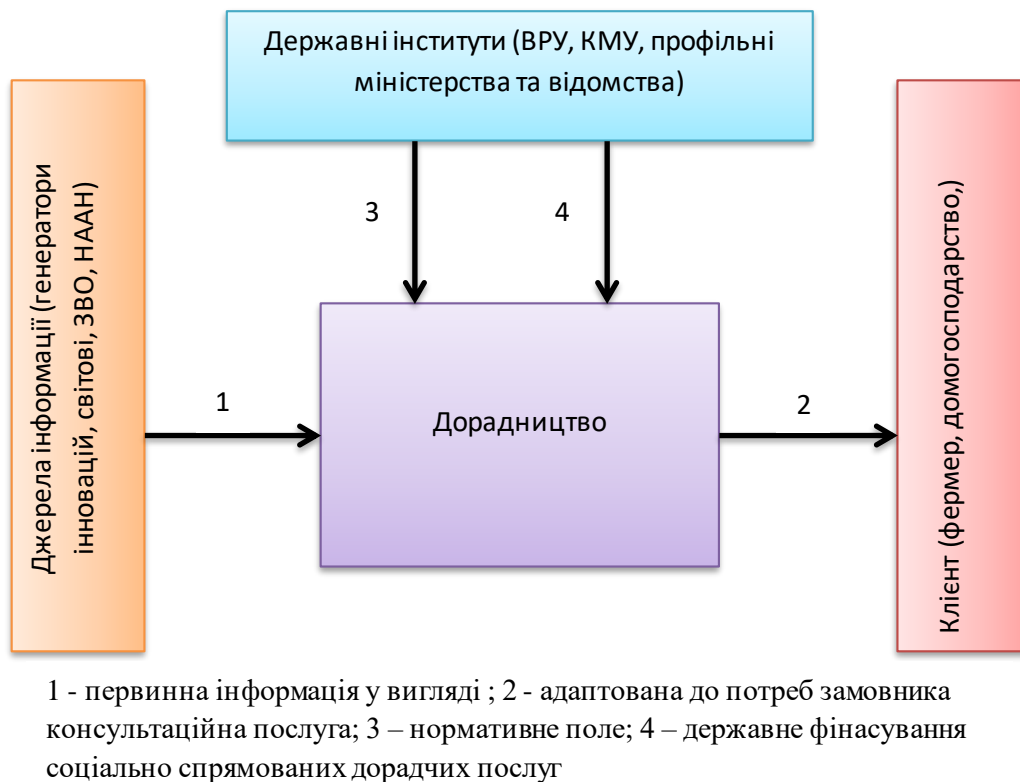 Державні інститути (ВРУ, КМУ, профільні
міністерства та відомства)
Джерела інформації (генератори
інновацій, світові, ЗВО, НААН)
3
4
1
Дорадництво
2
Клієнт (фермер, домогосподарство,)
1 - первинна інформація у вигляді ; 2 - адаптована до потреб замовника
консультаційна послуга; 3 – нормативне поле; 4 – державне фінасування
соціально спрямованих дорадчих послуг